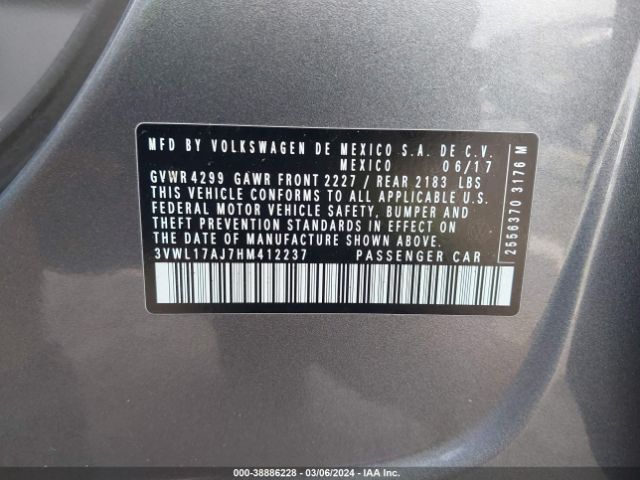 MFD BY VOLKSWAGEN DE MEXICO S.A. DE C.V.
MEXICO 06/17
GVWR 4299 GAWR FRONT 2227 / REAR 2183 LBS
THIS VEHICLE CONFORMS TO ALL APPLICABLE U.S.
FEDERAL MOTOR VEHICLE SAFETY, BUMPER AND
THEFT PREVENTION STANDARDS IN EFFECT ON
THE DATE OF MANUFACTURE SHOWN ABOVE.
3VWL17AJ7HM412237 PASSENGER CAR
2556370 3176 M
000-38886228 - 03/06/2024 - IAA Inc.